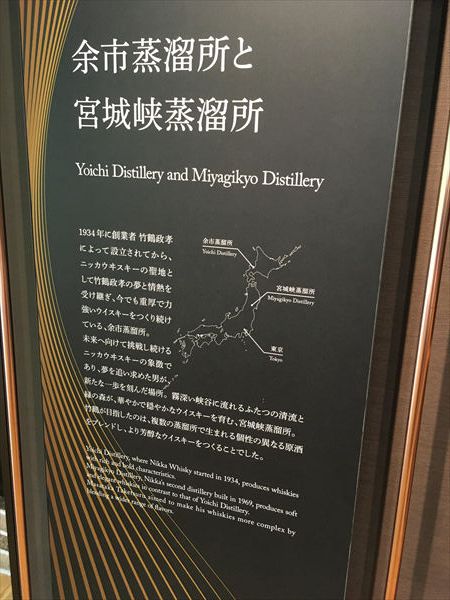 余市蒸溜所と
宮城峡蒸溜所
Yoichi Distillery and Miyagikyo Distillery
1934年に創業者 竹鶴政孝
によって設立されてから、
ニッカウヰスキーの聖地と
して竹鶴政孝の夢と情熱を
受け継ぎ、今でも重厚で力
強いウイスキーをつくり続け
ている、余市蒸溜所。
未来へ向けて挑戦し続ける
ニッカウヰスキーの象徴で
あり、夢を追い求めた男が、
新たな一歩を刻んだ場所。霧深い峡谷に流れるふたつの清流と
緑の森が、華やかで穏やかなウイスキーを育む、宮城峡蒸溜所。
竹鶴が目指したのは、複数の蒸溜所で生まれる個性の異なる原酒
をブレンドし、より芳醇なウイスキーをつくることでした。
余市蒸溜所
Yoichi Distillery
宮城峡蒸溜所
Miyagikyo Distillery
東京
Tokyo
Yoichi Distillery, where Nikka Whisky started in 1934, produces whiskies
with rich and bold characteristics.
Miyagikyo Distillery, Nikka's second distillery built in 1969, produces soft
and elegant whiskies in contrast to that of Yoichi Distillery.
Masataka Taketsuru aimed to make his whiskies more complex by
blending a wider range of flavors.